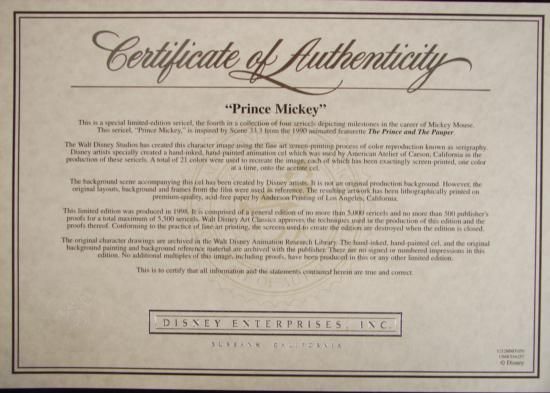 Certificate of Authenticity
“Prince Mickey”
This is a special limited-edition sericel, the fourth in a collection of four sericels depicting milestones in the career of Mickey Mouse.
This sericel, “Prince Mickey,” is inspired by Scene 33.3 from the 1990 animated featurette The Prince and The Pauper.
The Walt Disney Studios has created this character image using the fine art screen-printing process of color reproduction known as serigraphy.
Disney artists specially created a hand-inked, hand-painted animation cel which was used by American Atelier of Carson, California in the
production of these sericels. A total of 21 colors were used to recreate the image, each of which has been exactingly screen-printed, one color
at a time, onto the acetate cel.
The background scene accompanying this cel has been created by Disney artists. It is not an original production background. However, the
original layouts, background and frames from the film were used as reference. The resulting artwork has been lithographically printed on
premium-quality, acid-free paper by Anderson Printing of Los Angeles, California.
This limited edition was produced in 1998. It is comprised of a general edition of no more than 5,000 sericels and no more than 500 publisher's
proofs for a total maximum of 5,500 sericels. Walt Disney Art Classics approves the techniques used in the production of this edition and the
proofs thereof. Conforming to the practice of fine art printing, the screens used to create the edition are destroyed when the edition is closed.
The original character drawings are archived in the Walt Disney Animation Research Library. The hand-inked, hand-painted cel, and the original
background painting and background reference material are archived with the publisher. There are no signed or numbered impressions in this
edition. No additional multiples of this image, including proofs, have been produced in this or any other limited edition.
This is to certify that all information and the statements contained herein are true and correct.
DISNEY ENTERPRISES, INC.
BURBANK, CALIFORNIA
© Disney